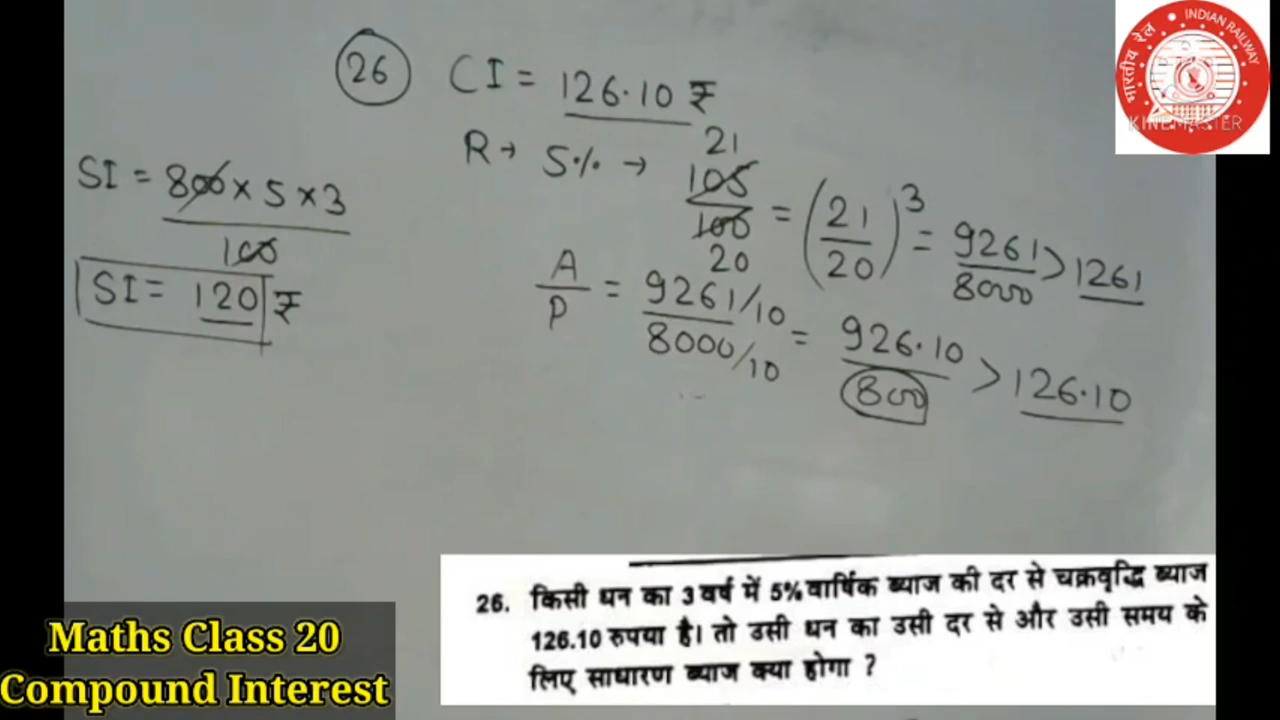 INDIAN RAILWAY
भारतीय रेल
KINEMASTER
26 CI = 126.10 ₹
R → 5% → 105/100 = (21/20)³ = 9261/8000 > 1261
21
20
SI = 800 × 5 × 3
100
SI = 120 ₹
A/P = 9261/10 / 8000/10 = 926.10/800 > 126.10
26. किसी धन का 3 वर्ष में 5% वार्षिक ब्याज की दर से चक्रवृद्धि ब्याज
126.10 रुपया है। तो उसी धन का उसी दर से और उसी समय के
लिए साधारण ब्याज क्या होगा ?
Maths Class 20
Compound Interest